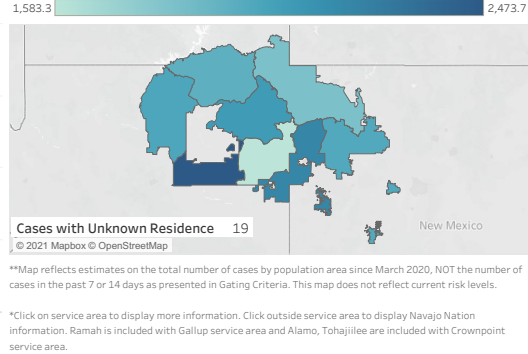 1,583.3 2,473.7
New Mexico
Cases with Unknown Residence 19
© 2021 Mapbox © OpenStreetMap
**Map reflects estimates on the total number of cases by population area since March 2020, NOT the number of
cases in the past 7 or 14 days as presented in Gating Criteria. This map does not reflect current risk levels.
*Click on service area to display more information. Click outside service area to display Navajo Nation
information. Ramah is included with Gallup service area and Alamo, Tohajiilee are included with Crownpoint
service area.